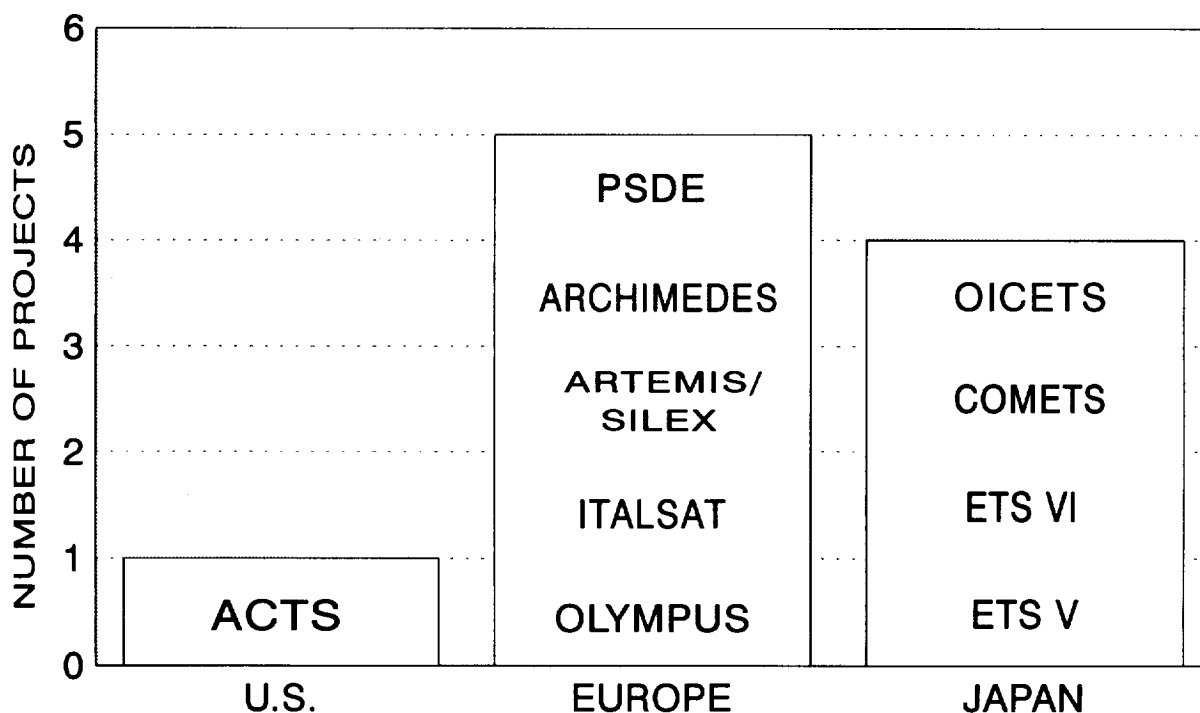 NUMBER OF PROJECTS
6
5
4
3
2
1
0
ACTS
PSDE
ARCHIMEDES
ARTEMIS/
SILEX
ITALSAT
OLYMPUS
OICETS
COMETS
ETS VI
ETS V
U.S.
EUROPE
JAPAN